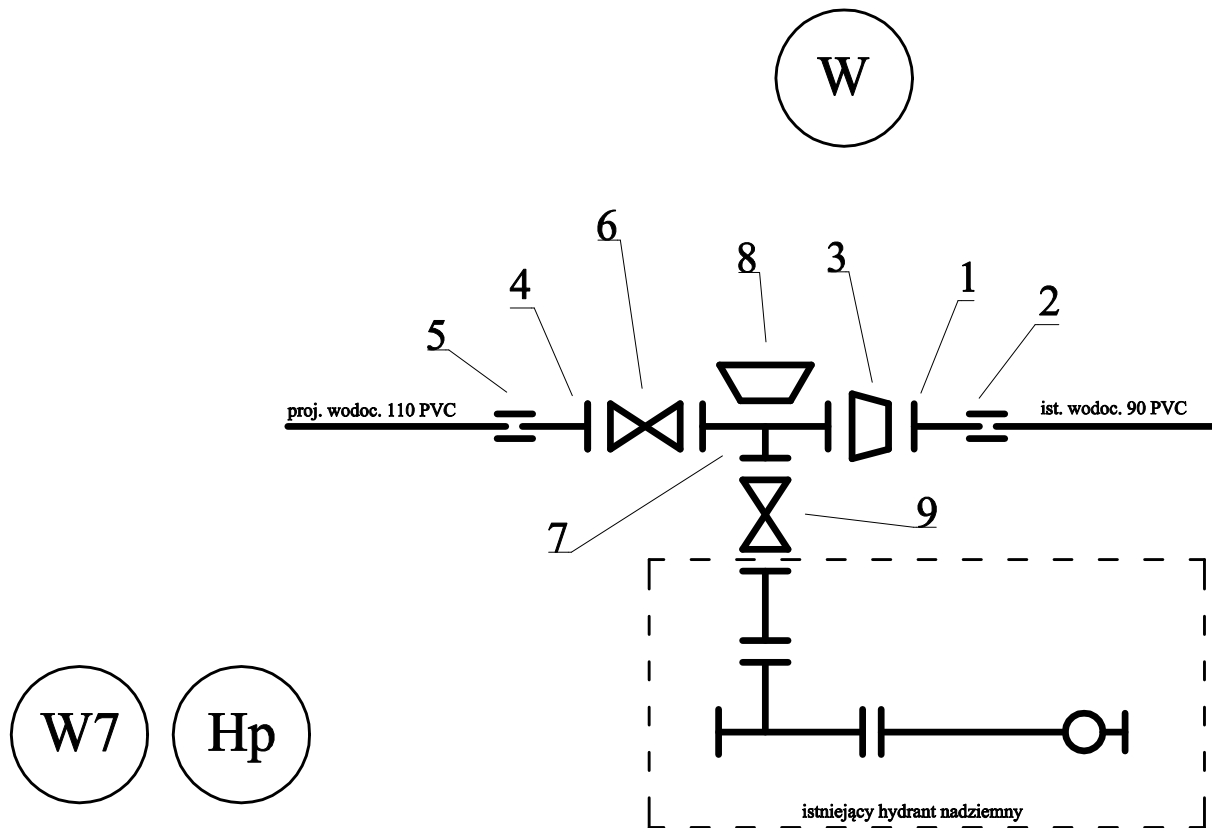 W
6
8
3
1
4
2
5
proj. wodoc. 110 PVC
ist. wodoc. 90 PVC
7
9
W7
Hp
istniejący hydrant nadziemny